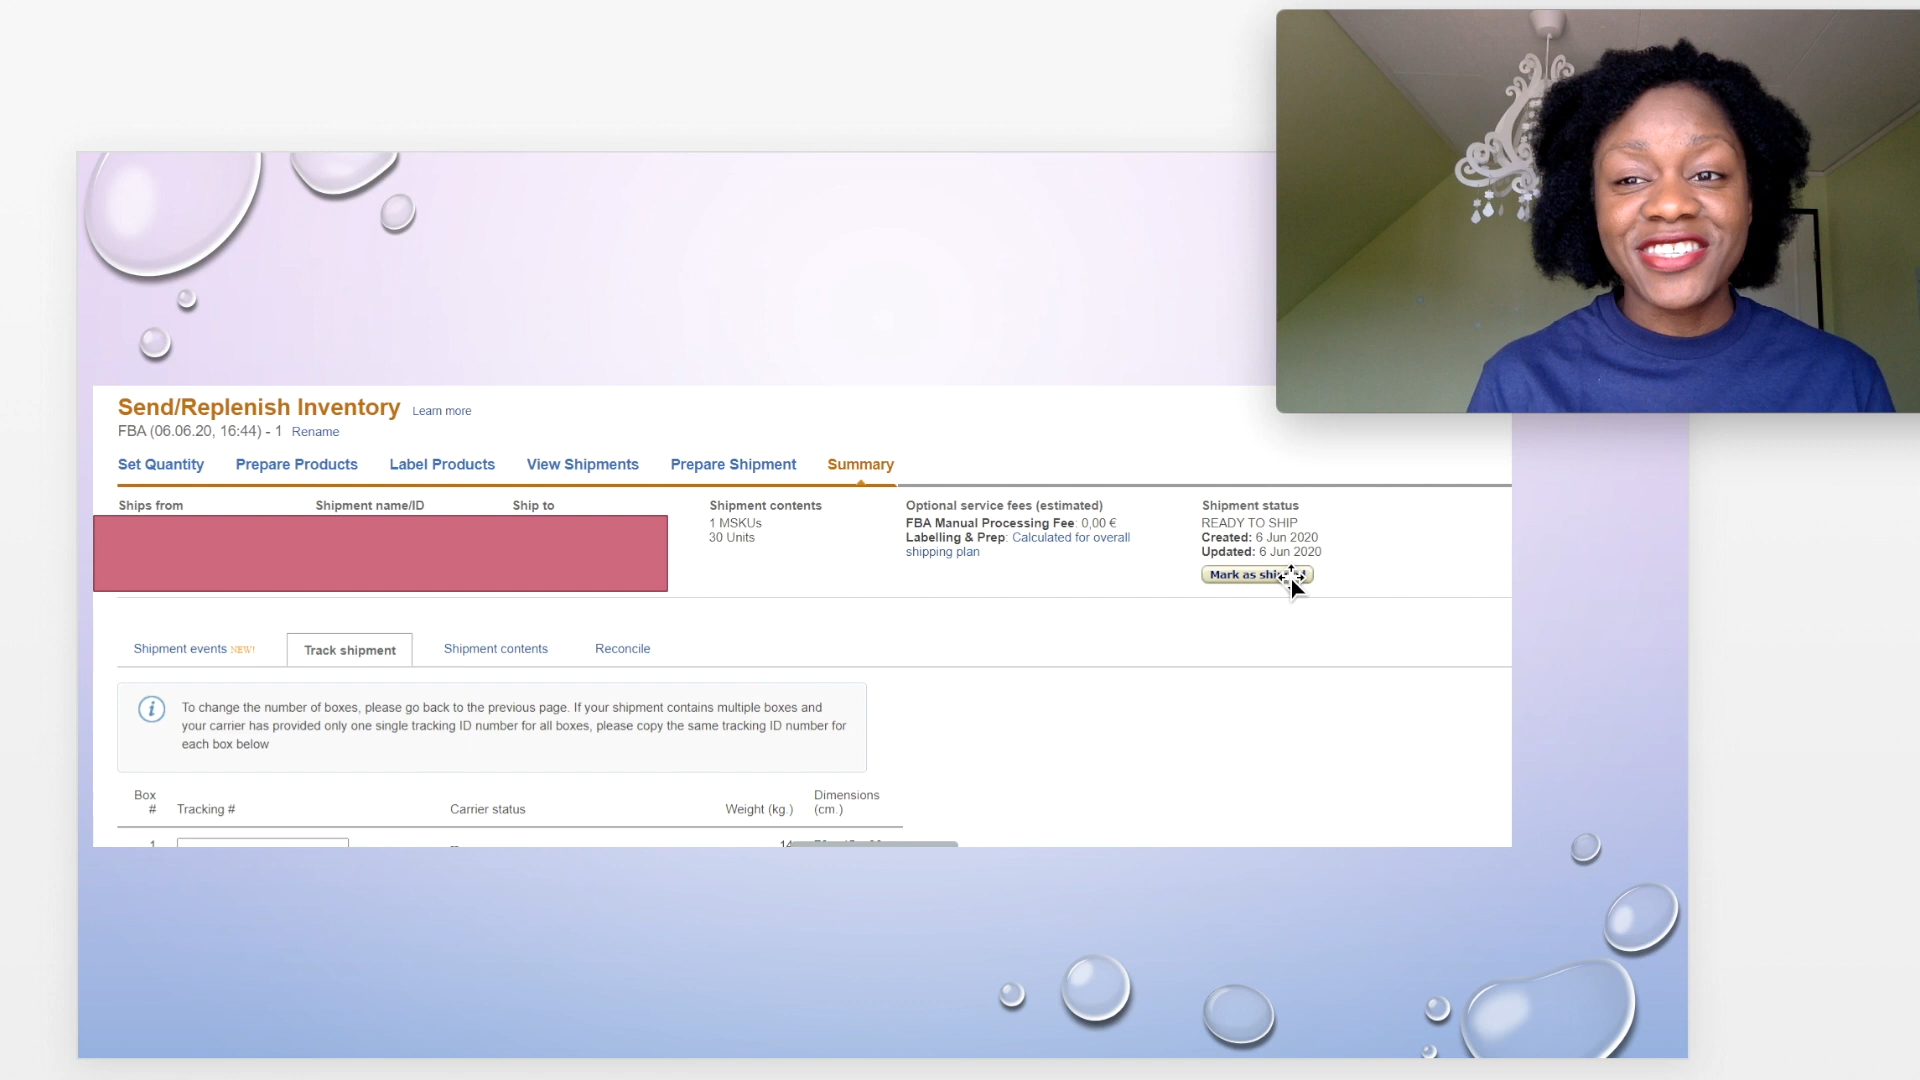 Send/Replenish Inventory Learn more
FBA (06.06.20, 16:44) - 1 Rename
Set Quantity Prepare Products Label Products View Shipments Prepare Shipment Summary
Ships from Shipment name/ID Ship to Shipment contents Optional service fees (estimated) Shipment status
1 MSKUs FBA Manual Processing Fee: 0,00 € READY TO SHIP
30 Units Labelling & Prep: Calculated for overall Created: 6 Jun 2020
shipping plan Updated: 6 Jun 2020
Mark as
Shipment events NEW! Track shipment Shipment contents Reconcile
To change the number of boxes, please go back to the previous page. If your shipment contains multiple boxes and
your carrier has provided only one single tracking ID number for all boxes, please copy the same tracking ID number for
each box below
Box Dimensions
# Tracking # Carrier status Weight (kg.) (cm.)
1 -- 14